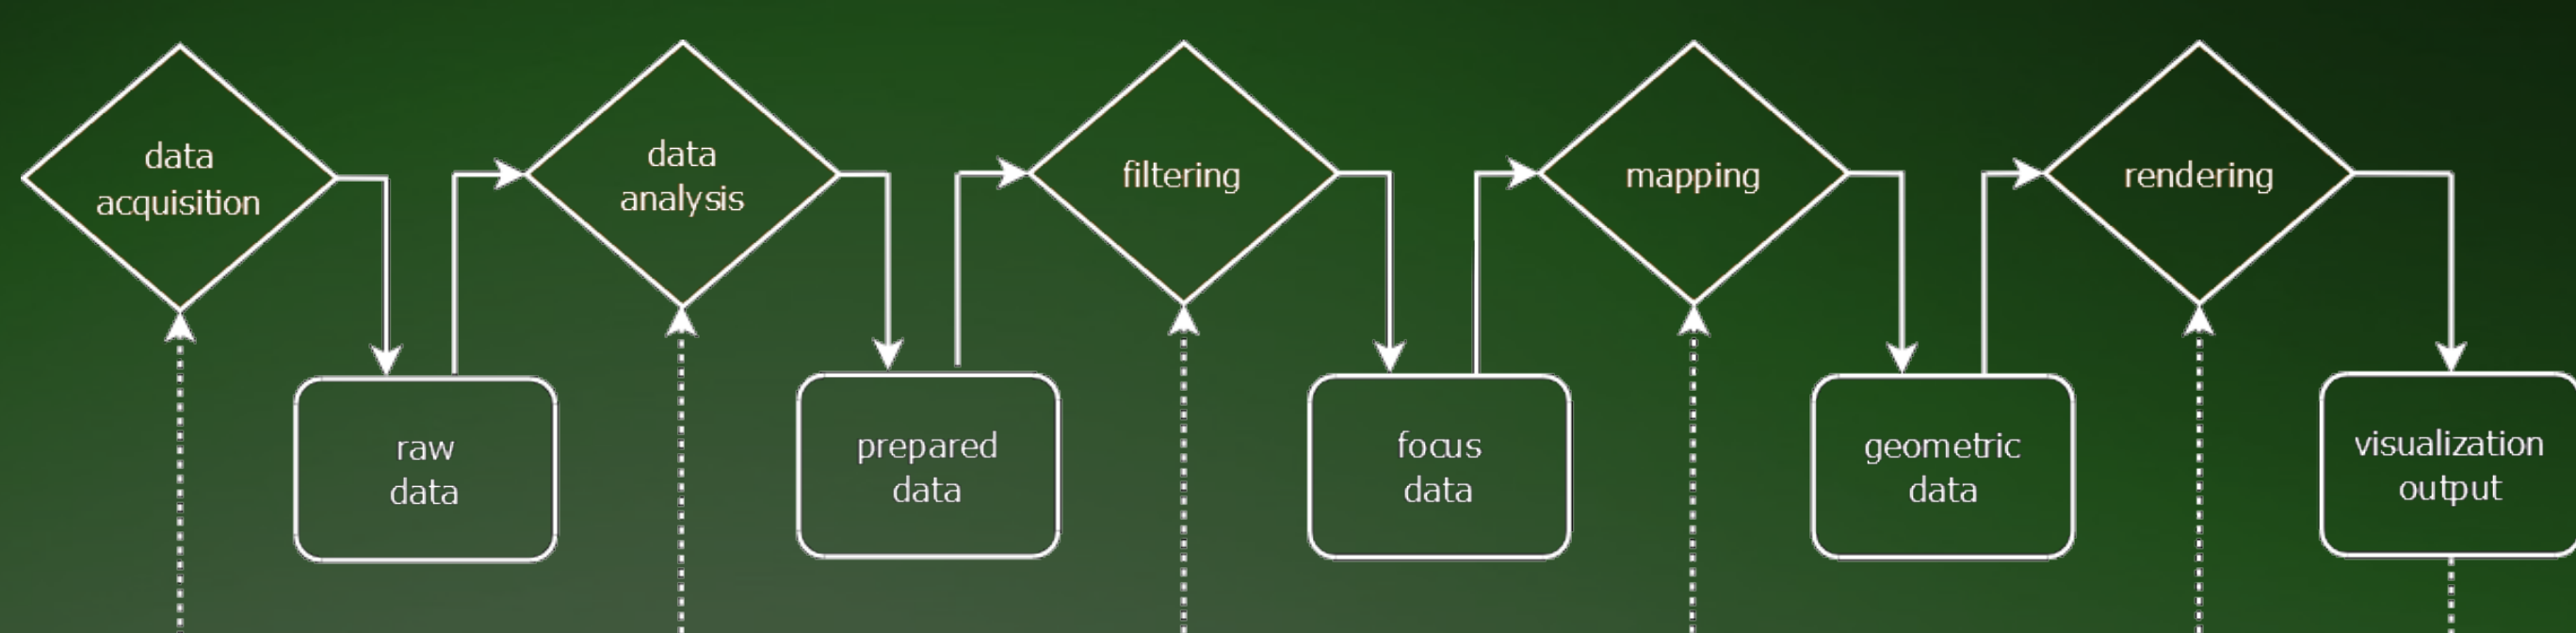 data
acquisition
raw
data
data
analysis
prepared
data
filtering
focus
data
mapping
geometric
data
rendering
visualization
output